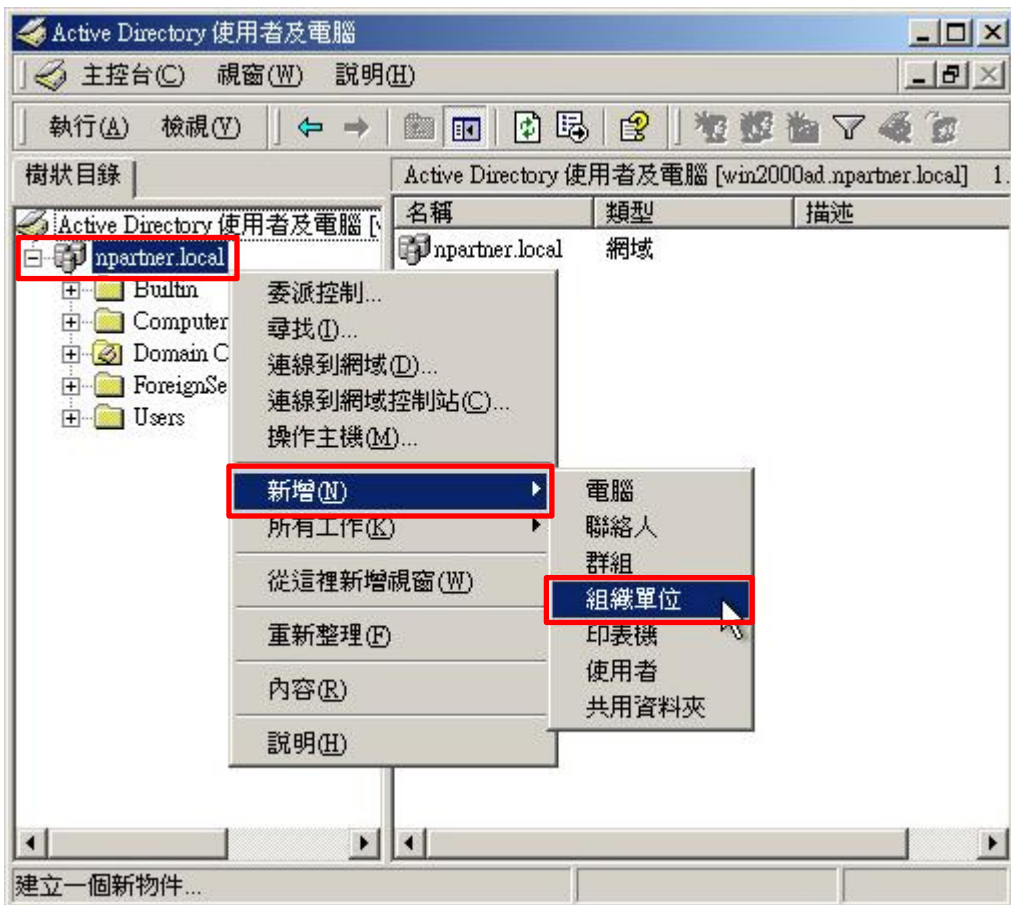 Active Directory 使用者及電腦
主控台(C) 視窗(W) 說明(H)
執行(A) 檢視(V)
樹狀目錄
Active Directory 使用者及電腦 [win2000ad.npartner.local] 1.
Active Directory 使用者及電腦 [
名稱 類型 描述
npartner.local
npartner.local 網域
Builtin
Computer
Domain C
ForeignSe
Users
委派控制...
尋找(I)...
連線到網域(D)...
連線到網域控制站(C)...
操作主機(M)...
新增(N)
所有工作(K)
從這裡新增視窗(W)
重新整理(F)
內容(R)
說明(H)
電腦
聯絡人
群組
組織單位
印表機
使用者
共用資料夾
建立一個新物件...